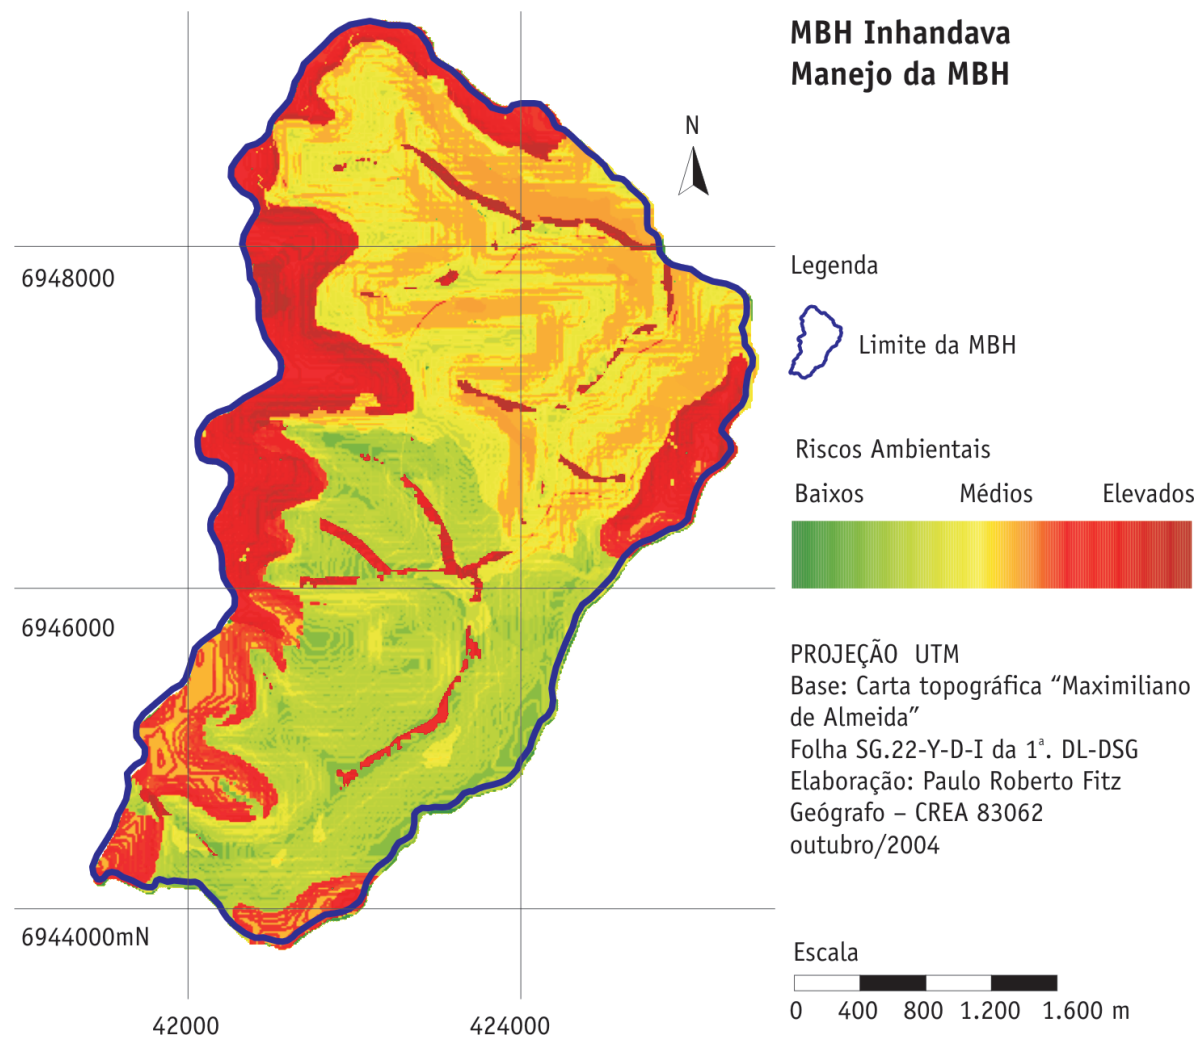 MBH Inhandava
Manejo da MBH
N
Legenda
Limite da MBH
Riscos Ambientais
Baixos Médios Elevados
PROJEÇÃO UTM
Base: Carta topográfica “Maximiliano
de Almeida”
Folha SG.22-Y-D-I da 1ª. DL-DSG
Elaboração: Paulo Roberto Fitz
Geógrafo – CREA 83062
outubro/2004
Escala
0 400 800 1.200 1.600 m
6948000
6946000
6944000mN
42000 424000